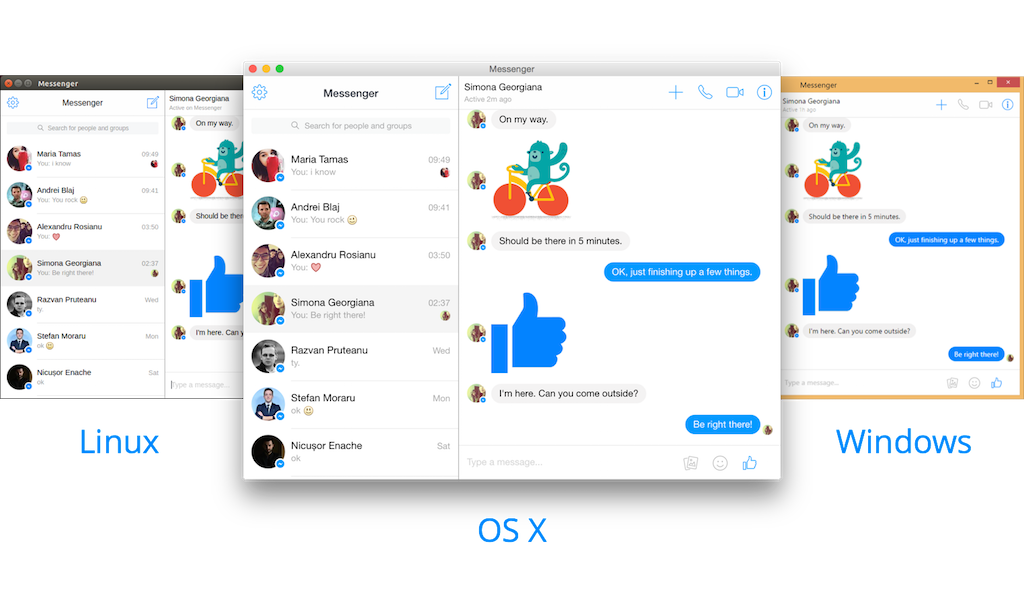 Messenger
Messenger
Search for people and groups
Maria Tamas 09:49
You: i know
Andrei Blaj 09:41
You: You rock
Alexandru Rosianu 03:50
You:
Simona Georgiana 02:37
You: Be right there!
Razvan Pruteanu Wed
ty.
Stefan Moraru Mon
ok
Nicușor Enache Sat
ok
Simona Georgiana
Active on Messenger
On my way.
Should be there
I'm here. Can y
Type a message...
Messenger
Messenger
Search for people and groups
Maria Tamas 09:49
You: i know
Andrei Blaj 09:41
You: You rock
Alexandru Rosianu 03:50
You:
Simona Georgiana 02:37
You: Be right there!
Razvan Pruteanu Wed
ty.
Stefan Moraru Mon
ok
Nicușor Enache Sat
ok
Simona Georgiana
Active 2m ago
On my way.
Should be there in 5 minutes.
OK, just finishing up a few things.
I'm here. Can you come outside?
Be right there!
Type a message...
Messenger
Simona Georgiana
Active 1h ago
On my way.
Should be there in 5 minutes.
OK, just finishing up a few things.
I'm here. Can you come outside?
Be right there!
Type a message...
Linux
OS X
Windows